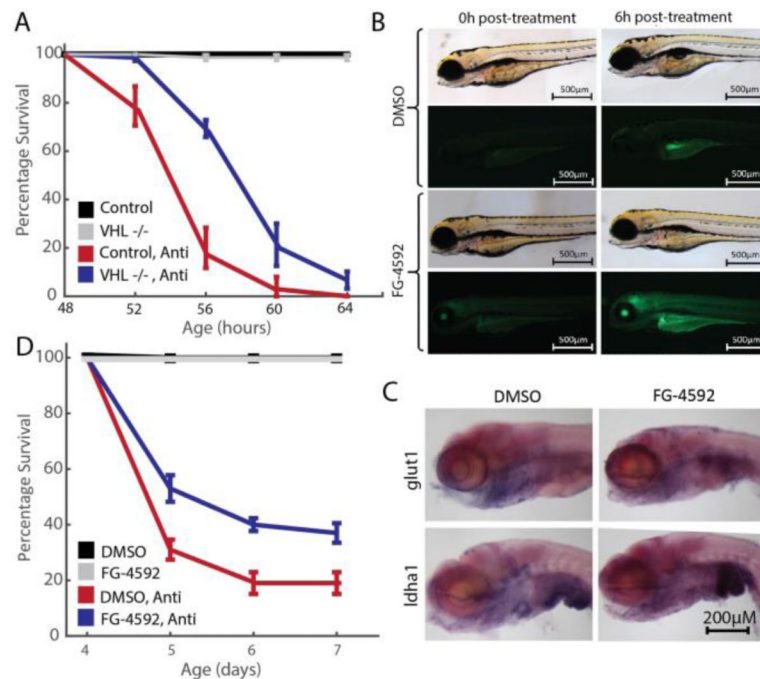 A
Percentage Survival
100
80
60
40
20
0
Control
VHL -/-
Control, Anti
VHL -/-, Anti
48 52 56 60 64
Age (hours)
B
0h post-treatment 6h post-treatment
DMSO
500µm 500µm
500µm 500µm
FG-4592
500µm 500µm
500µm 500µm
D
Percentage Survival
100
80
60
40
20
DMSO
FG-4592
DMSO, Anti
FG-4592, Anti
4 5 6 7
Age (days)
C
DMSO FG-4592
glut1
ldha1
200µM